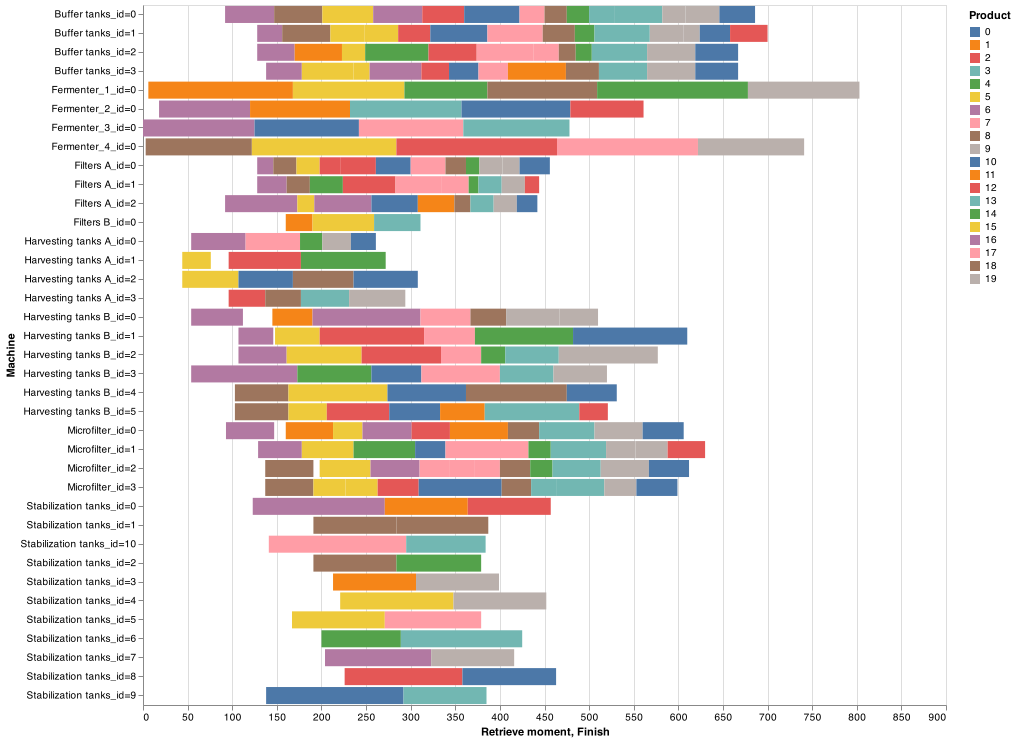 Product
0
1
2
3
4
5
6
7
8
9
10
11
12
13
14
15
16
17
18
19
Machine
Buffer tanks_id=0
Buffer tanks_id=1
Buffer tanks_id=2
Buffer tanks_id=3
Fermenter_1_id=0
Fermenter_2_id=0
Fermenter_3_id=0
Fermenter_4_id=0
Filters A_id=0
Filters A_id=1
Filters A_id=2
Filters B_id=0
Harvesting tanks A_id=0
Harvesting tanks A_id=1
Harvesting tanks A_id=2
Harvesting tanks A_id=3
Harvesting tanks B_id=0
Harvesting tanks B_id=1
Harvesting tanks B_id=2
Harvesting tanks B_id=3
Harvesting tanks B_id=4
Harvesting tanks B_id=5
Microfilter_id=0
Microfilter_id=1
Microfilter_id=2
Microfilter_id=3
Stabilization tanks_id=0
Stabilization tanks_id=1
Stabilization tanks_id=10
Stabilization tanks_id=2
Stabilization tanks_id=3
Stabilization tanks_id=4
Stabilization tanks_id=5
Stabilization tanks_id=6
Stabilization tanks_id=7
Stabilization tanks_id=8
Stabilization tanks_id=9
0 50 100 150 200 250 300 350 400 450 500 550 600 650 700 750 800 850 900
Retrieve moment, Finish